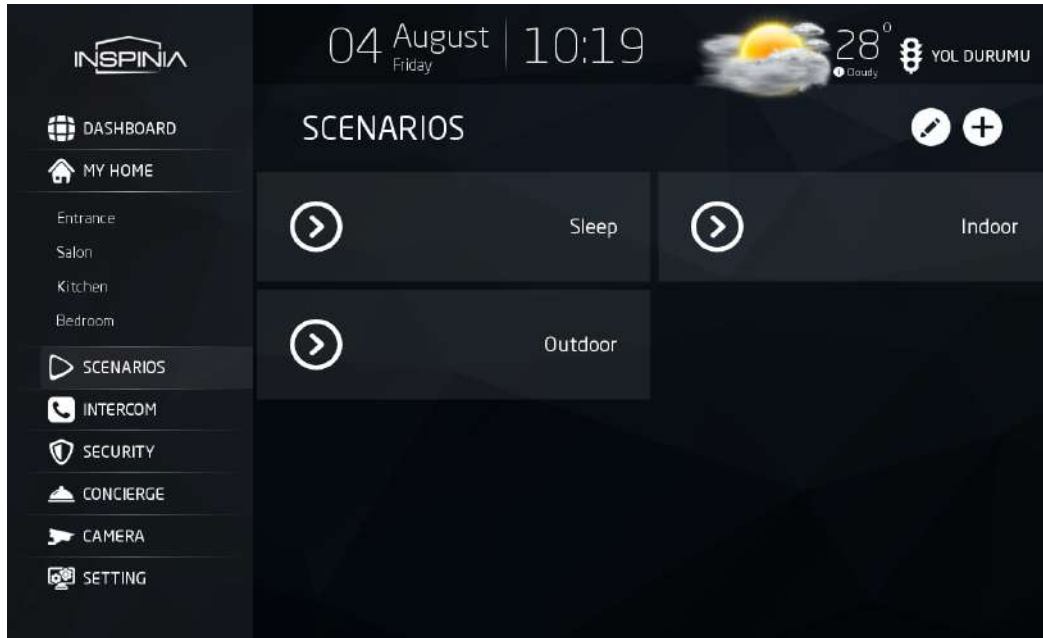 INSPINIA
04 August
Friday
10:19
28°
Cloudy
YOL DURUMU
DASHBOARD
MY HOME
Entrance
Salon
Kitchen
Bedroom
SCENARIOS
INTERCOM
SECURITY
CONCIERGE
CAMERA
SETTING
SCENARIOS
Sleep
Indoor
Outdoor